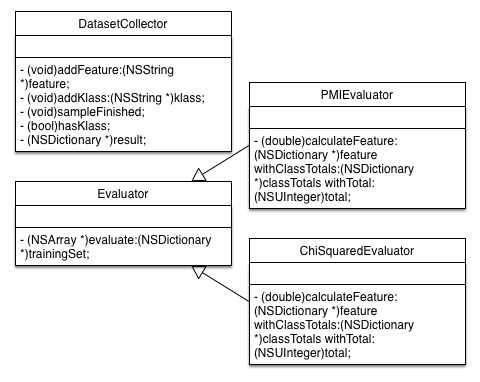 DatasetCollector
- (void)addFeature:(NSString
*)feature;
- (void)addKlass:(NSString *)klass;
- (void)sampleFinished;
- (bool)hasKlass;
- (NSDictionary *)result;
PMIEvaluator
- (double)calculateFeature:
(NSDictionary *)feature
withClassTotals:(NSDictionary
*)classTotals withTotal:
(NSUInteger)total;
Evaluator
- (NSArray *)evaluate:(NSDictionary
*)trainingSet;
ChiSquaredEvaluator
- (double)calculateFeature:
(NSDictionary *)feature
withClassTotals:(NSDictionary
*)classTotals withTotal:
(NSUInteger)total;